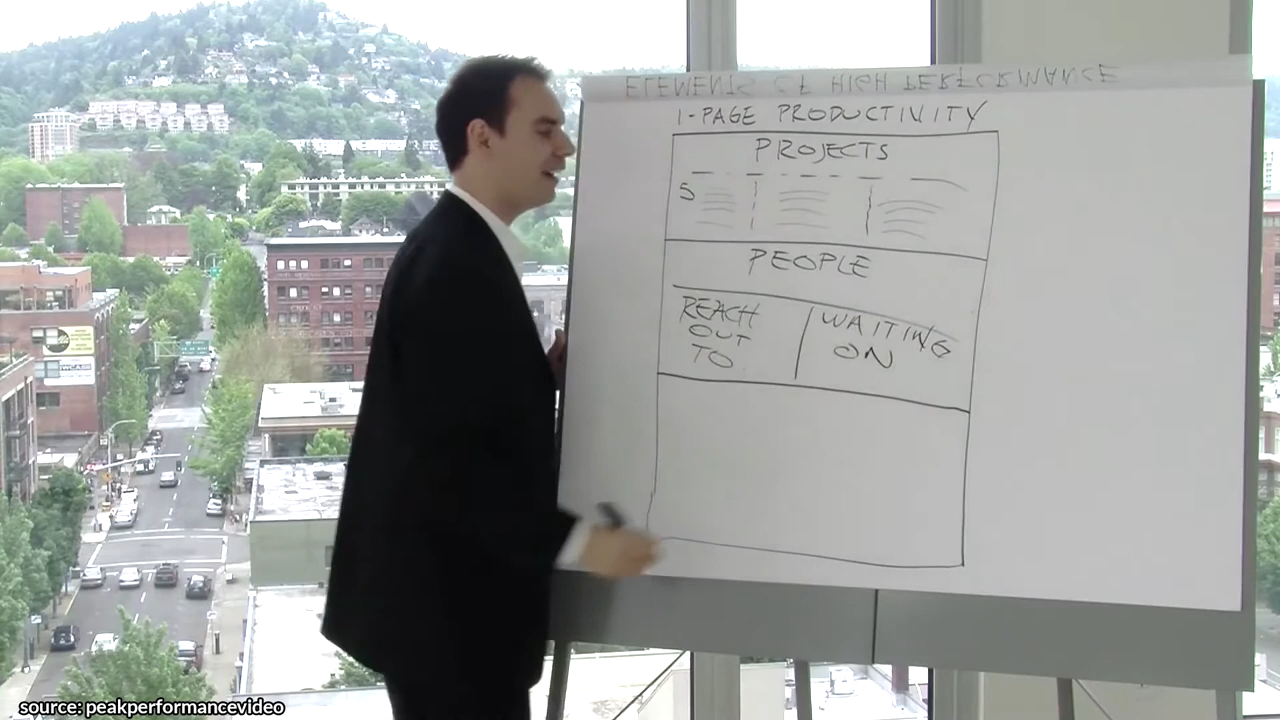 ELEMENTS OF HIGH PERFORMANCE
1-PAGE PRODUCTIVITY
PROJECTS
5
PEOPLE
REACH
OUT
TO
WAITING
ON
source: peakperformancevideo